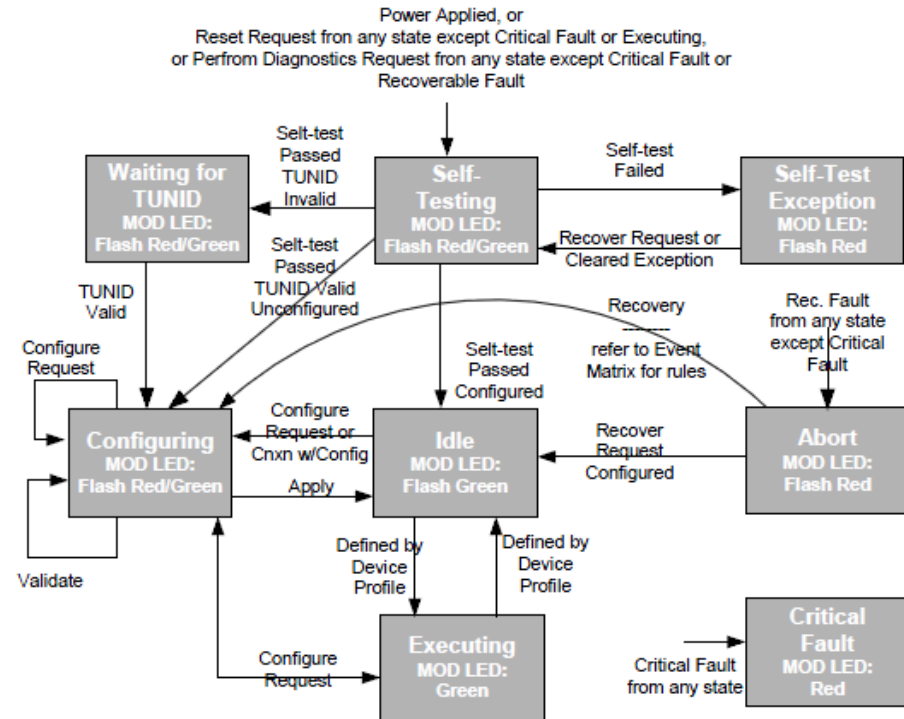 Power Applied, or
Reset Request fron any state except Critical Fault or Executing,
or Perfrom Diagnostics Request fron any state except Critical Fault or
Recoverable Fault
Waiting for
TUNID
MOD LED:
Flash Red/Green
Selt-test
Passed
TUNID
Invalid
Self-
Testing
MOD LED:
Flash Red/Green
Self-test
Failed
Self-Test
Exception
MOD LED:
Flash Red
Recover Request or
Cleared Exception
TUNID
Valid
Selt-test
Passed
TUNID Valid
Unconfigured
Recovery
--------
refer to Event
Matrix for rules
Rec. Fault
from any state
except Critical
Fault
Configure
Request
Selt-test
Passed
Configured
Configuring
MOD LED:
Flash Red/Green
Configure
Request or
Cnxn w/Config
Apply
Idle
MOD LED:
Flash Green
Recover
Request
Configured
Abort
MOD LED:
Flash Red
Validate
Defined by
Device
Profile
Defined by
Device
Profile
Configure
Request
Executing
MOD LED:
Green
Critical Fault
from any state
Critical
Fault
MOD LED:
Red